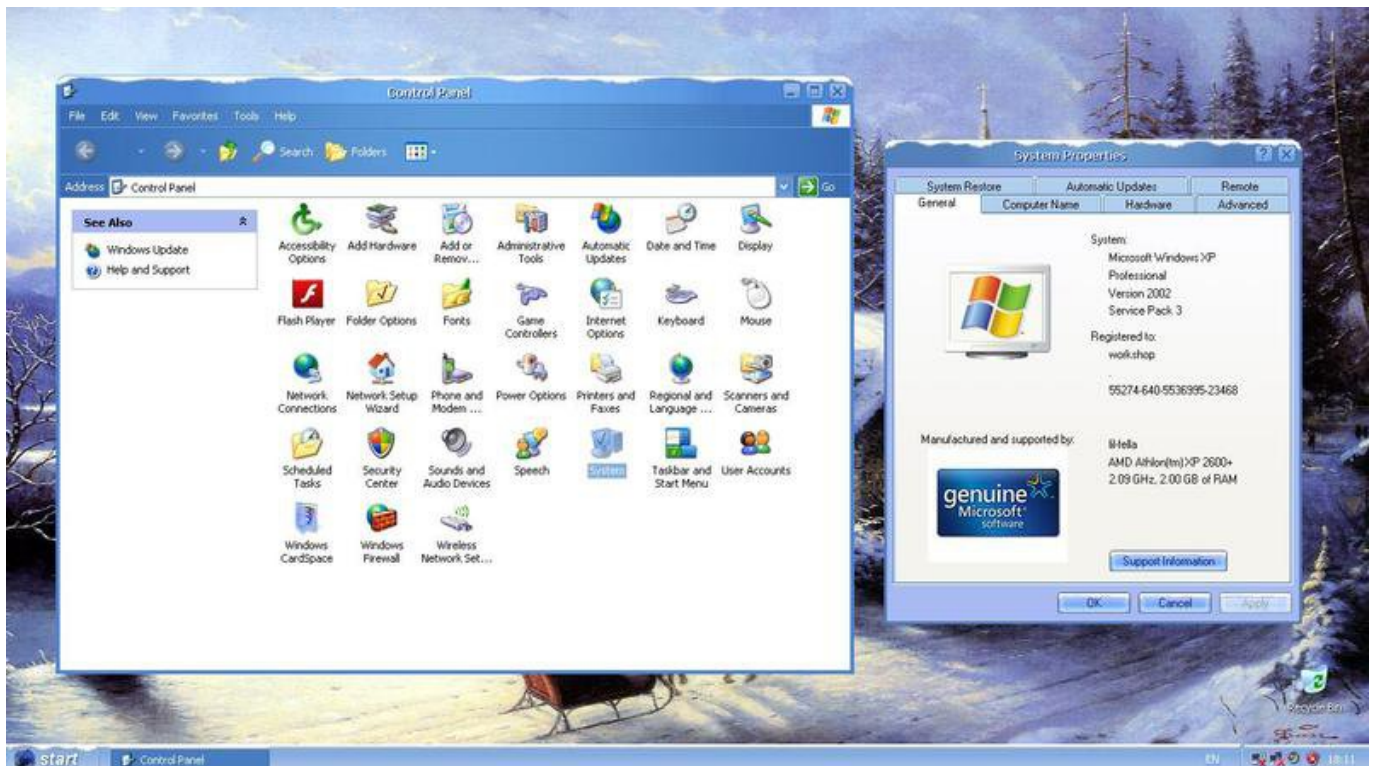 Control Panel
File Edit View Favorites Tools Help
Search Folders
Address Control Panel Go
See Also
Windows Update
Help and Support
Accessibility Options
Add Hardware
Add or Remov...
Administrative Tools
Automatic Updates
Date and Time
Display
Flash Player
Folder Options
Fonts
Game Controllers
Internet Options
Keyboard
Mouse
Network Connections
Network Setup Wizard
Phone and Modem ...
Power Options
Printers and Faxes
Regional and Language ...
Scanners and Cameras
Scheduled Tasks
Security Center
Sounds and Audio Devices
Speech
System
Taskbar and Start Menu
User Accounts
Windows CardSpace
Windows Firewall
Wireless Network Set...
System Properties
System Restore Automatic Updates Remote
General Computer Name Hardware Advanced
System:
Microsoft Windows XP
Professional
Version 2002
Service Pack 3
Registered to:
workshop
.
55274-640-5536995-23468
Manufactured and supported by:
AMD Athlon(tm) XP 2600+
2.09 GHz, 2.00 GB of RAM
genuine
Microsoft
software
Support Information
OK Cancel Apply
Recycle Bin
start Control Panel EN 18:11